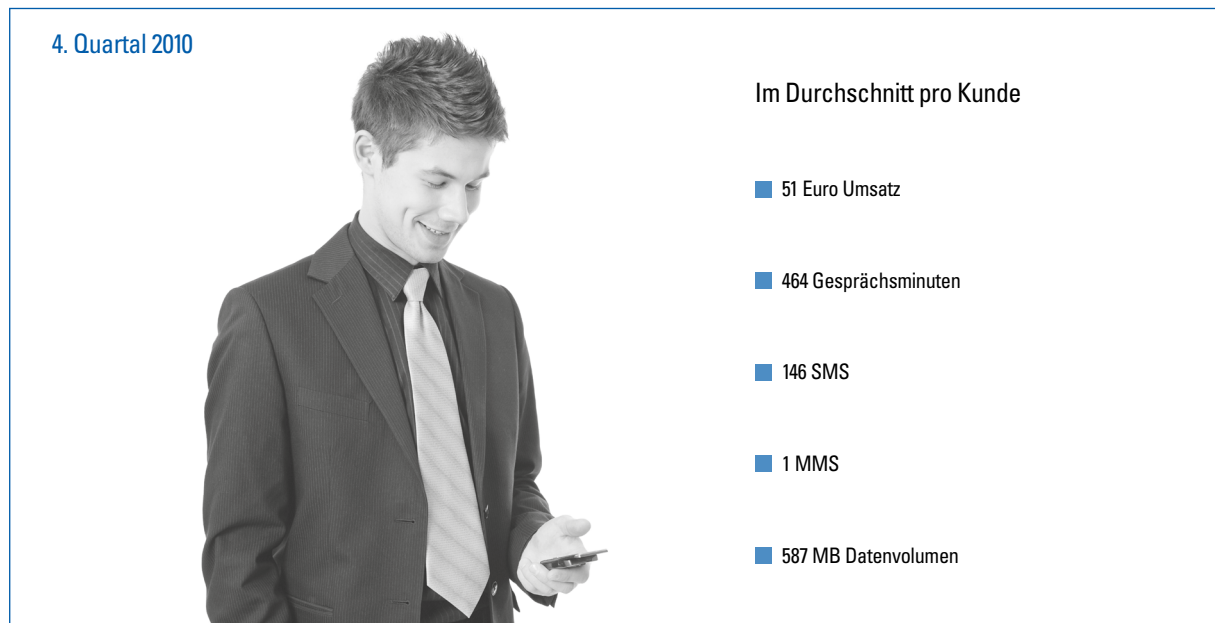 4. Quartal 2010
Im Durchschnitt pro Kunde
51 Euro Umsatz
464 Gesprächsminuten
146 SMS
1 MMS
587 MB Datenvolumen